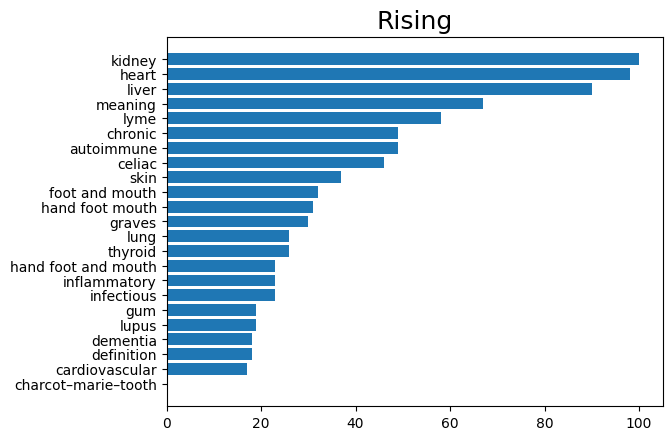 Rising
kidney
heart
liver
meaning
lyme
chronic
autoimmune
celiac
skin
foot and mouth
hand foot mouth
graves
lung
thyroid
hand foot and mouth
inflammatory
infectious
gum
lupus
dementia
definition
cardiovascular
charcot–marie–tooth
0 20 40 60 80 100